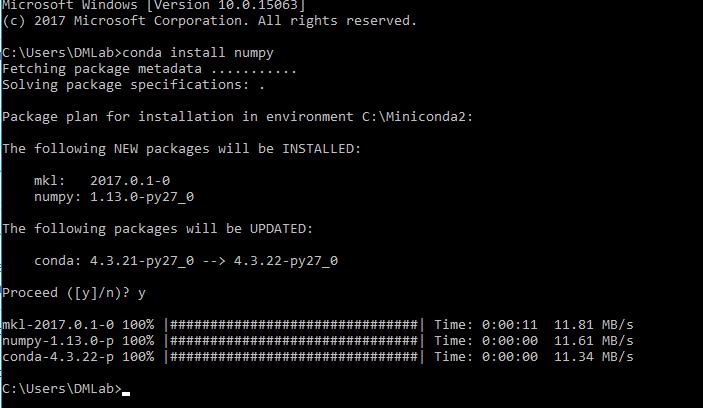 Microsoft Windows [Version 10.0.15063]
(c) 2017 Microsoft Corporation. All rights reserved.
C:\Users\DMLab>conda install numpy
Fetching package metadata ...........
Solving package specifications: .
Package plan for installation in environment C:\Miniconda2:
The following NEW packages will be INSTALLED:
mkl:   2017.0.1-0
numpy: 1.13.0-py27_0
The following packages will be UPDATED:
conda: 4.3.21-py27_0 --> 4.3.22-py27_0
Proceed ([y]/n)? y
mkl-2017.0.1-0 100% |###############################| Time: 0:00:11  11.81 MB/s
numpy-1.13.0-p 100% |###############################| Time: 0:00:00  11.61 MB/s
conda-4.3.22-p 100% |###############################| Time: 0:00:00  11.34 MB/s
C:\Users\DMLab>